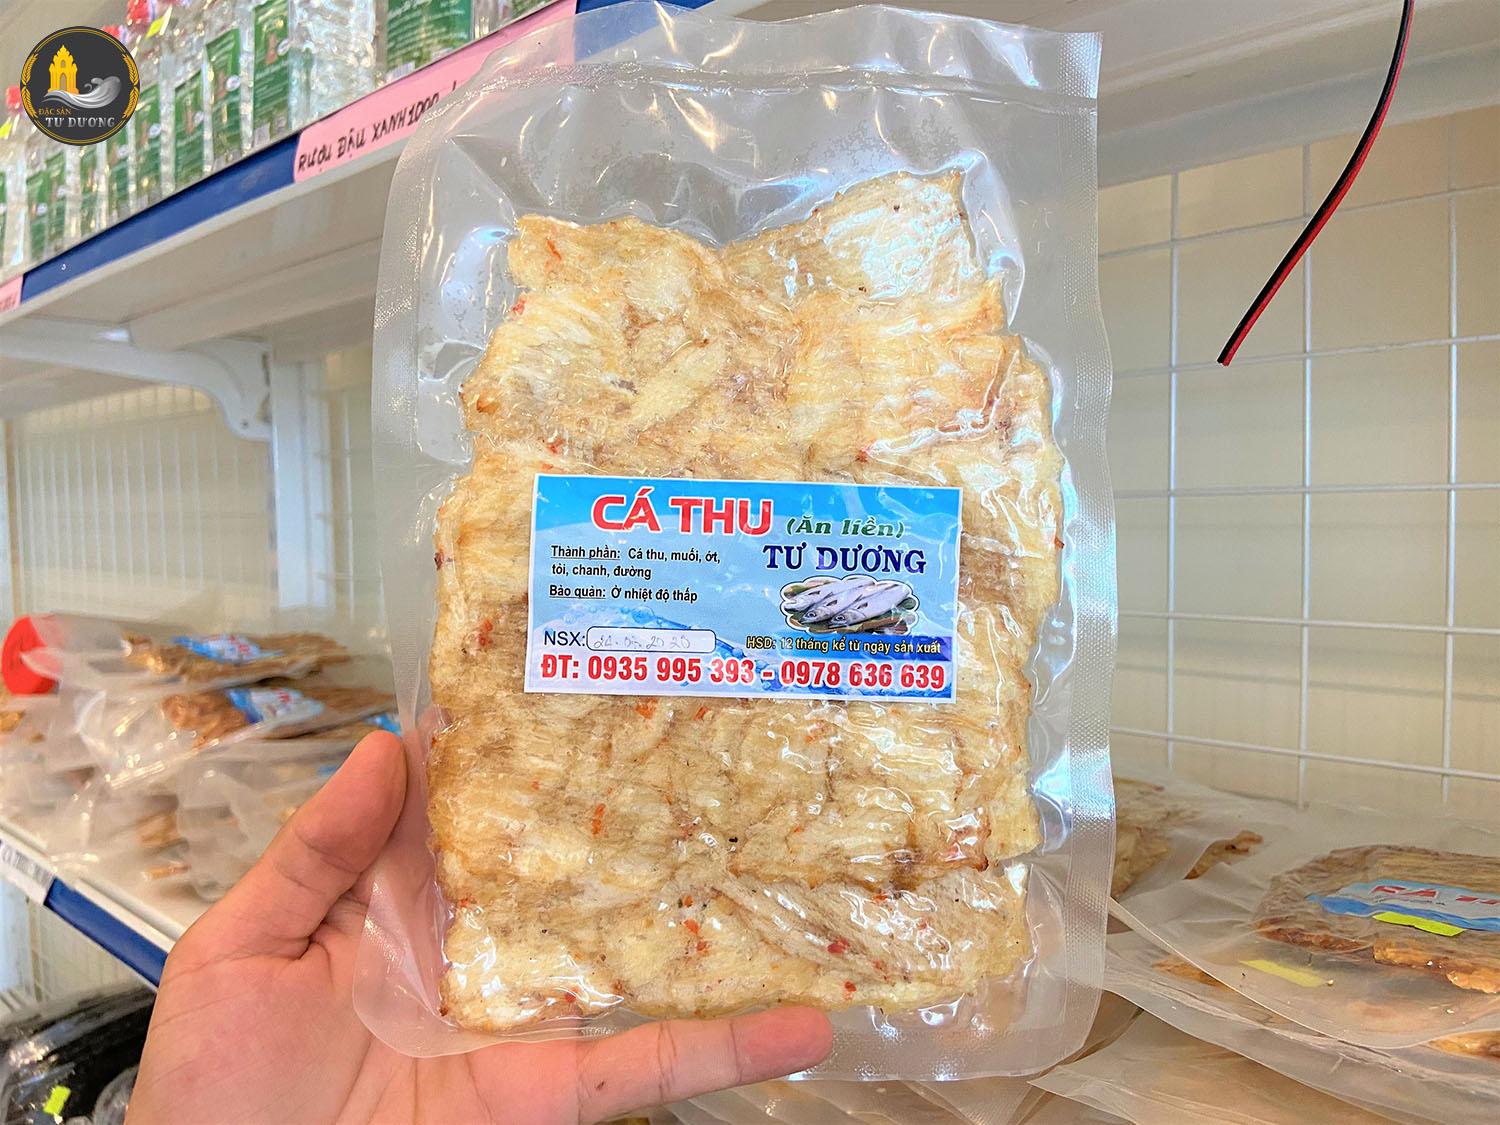 ĐẶC SẢN
TƯ DƯƠNG
RƯỢU ĐẬU XANH 1000
CÁ THU (Ăn liền)
TƯ DƯƠNG
Thành phần: Cá thu, muối, ớt,
tỏi, chanh, đường
Bảo quản: Ở nhiệt độ thấp
NSX:
HSD: 12 tháng kể từ ngày sản xuất
ĐT: 0935 995 393 - 0978 636 639